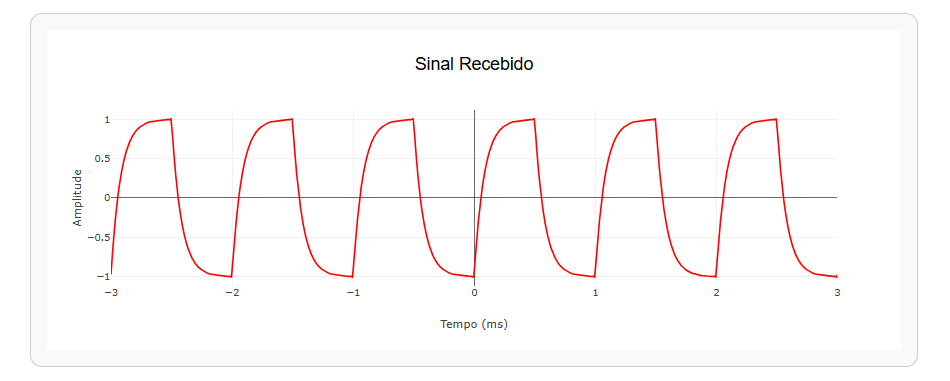 Sinal Recebido
1
0.5
0
−0.5
−1
Amplitude
−3 −2 −1 0 1 2 3
Tempo (ms)